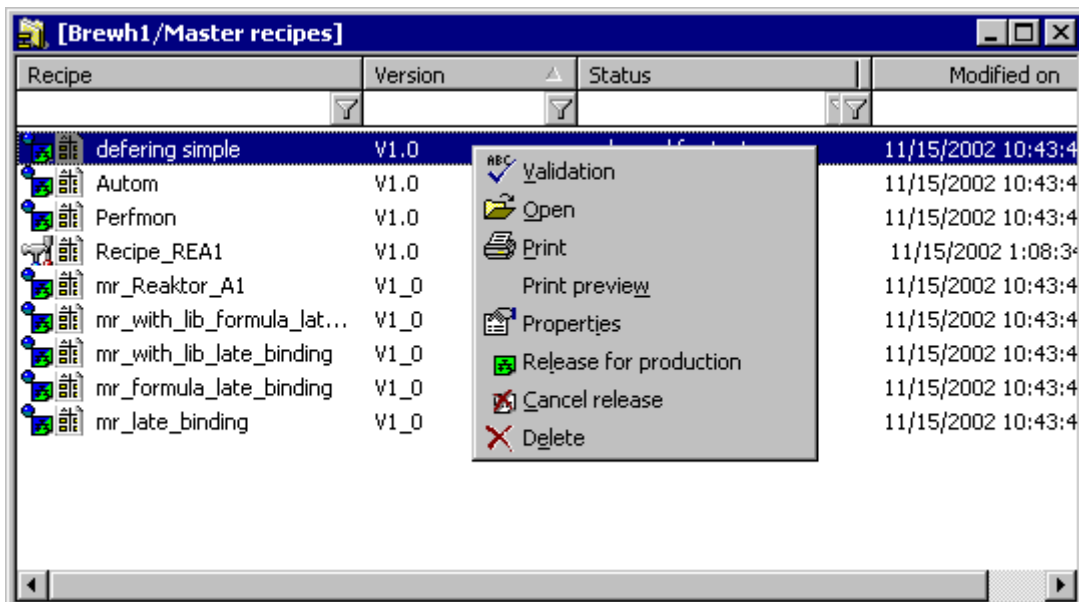 [Brewh1/Master recipes]
Recipe Version Status Modified on
defering simple V1.0 11/15/2002 10:43:4
Autom V1.0 11/15/2002 10:43:4
Perfmon V1.0 11/15/2002 10:43:4
Recipe_REA1 V1.0 11/15/2002 1:08:34
mr_Reaktor_A1 V1_0 11/15/2002 10:43:4
mr_with_lib_formula_lat... V1_0 11/15/2002 10:43:4
mr_with_lib_late_binding V1_0 11/15/2002 10:43:4
mr_formula_late_binding V1_0 11/15/2002 10:43:4
mr_late_binding V1_0 11/15/2002 10:43:4
ABC
Validation
Open
Print
Print preview
Properties
Release for production
Cancel release
Delete